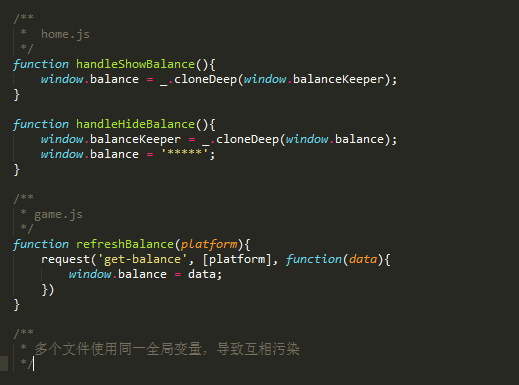 /**
 *  home.js
 */
function handleShowBalance(){
    window.balance = _.cloneDeep(window.balanceKeeper);
}
function handleHideBalance(){
    window.balanceKeeper = _.cloneDeep(window.balance);
    window.balance = '*****';
}
/**
 * game.js
 */
function refreshBalance(platform){
    request('get-balance', [platform], function(data){
        window.balance = data;
    })
}
/**
 * 多个文件使用同一全局变量，导致互相污染
 */